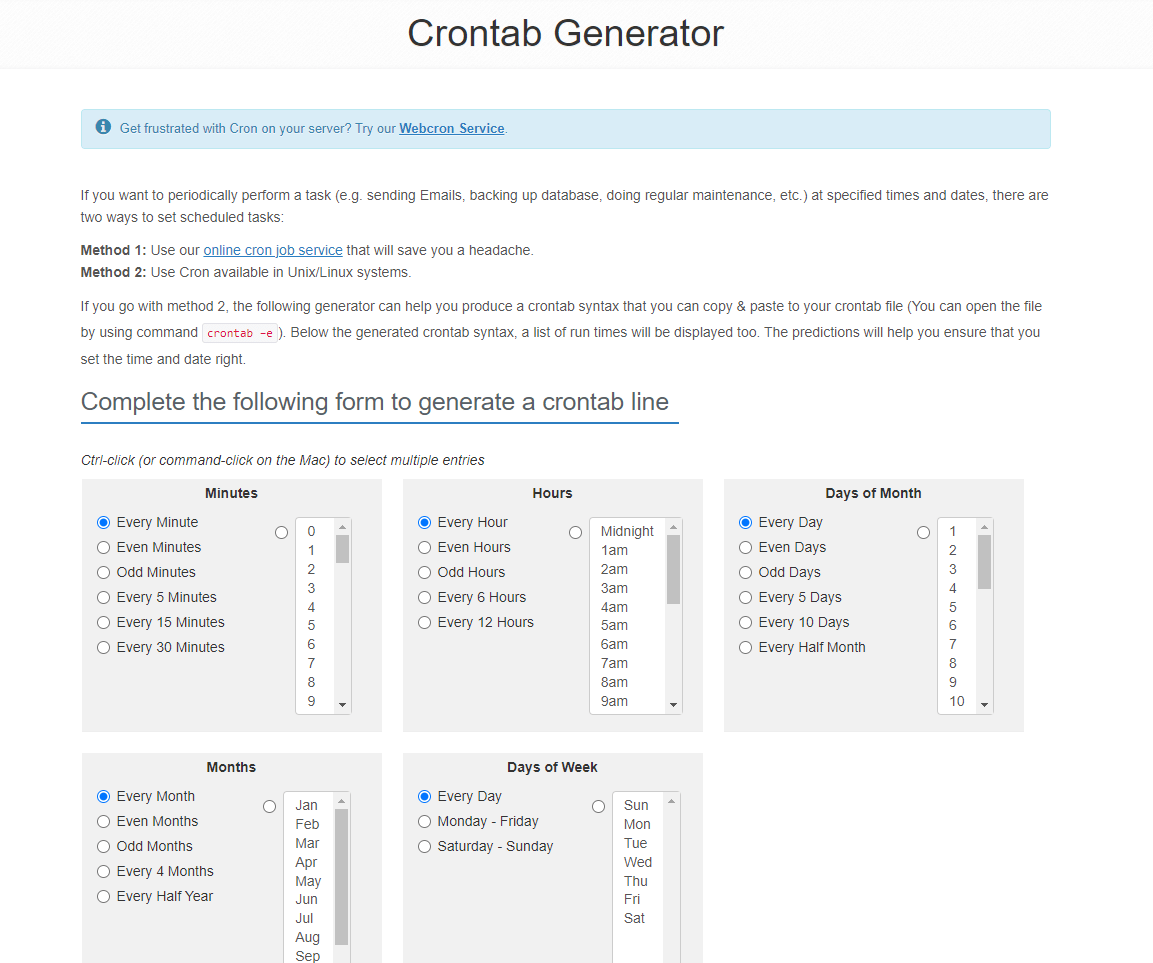 Crontab Generator
Get frustrated with Cron on your server? Try our Webcron Service.
If you want to periodically perform a task (e.g. sending Emails, backing up database, doing regular maintenance, etc.) at specified times and dates, there are
two ways to set scheduled tasks:
Method 1: Use our online cron job service that will save you a headache.
Method 2: Use Cron available in Unix/Linux systems.
If you go with method 2, the following generator can help you produce a crontab syntax that you can copy & paste to your crontab file (You can open the file
by using command crontab -e). Below the generated crontab syntax, a list of run times will be displayed too. The predictions will help you ensure that you
set the time and date right.
Complete the following form to generate a crontab line
Ctrl-click (or command-click on the Mac) to select multiple entries
Minutes
Every Minute
Even Minutes
Odd Minutes
Every 5 Minutes
Every 15 Minutes
Every 30 Minutes
0
1
2
3
4
5
6
7
8
9
Hours
Every Hour
Even Hours
Odd Hours
Every 6 Hours
Every 12 Hours
Midnight
1am
2am
3am
4am
5am
6am
7am
8am
9am
Days of Month
Every Day
Even Days
Odd Days
Every 5 Days
Every 10 Days
Every Half Month
1
2
3
4
5
6
7
8
9
10
Months
Every Month
Even Months
Odd Months
Every 4 Months
Every Half Year
Jan
Feb
Mar
Apr
May
Jun
Jul
Aug
Sep
Days of Week
Every Day
Monday - Friday
Saturday - Sunday
Sun
Mon
Tue
Wed
Thu
Fri
Sat